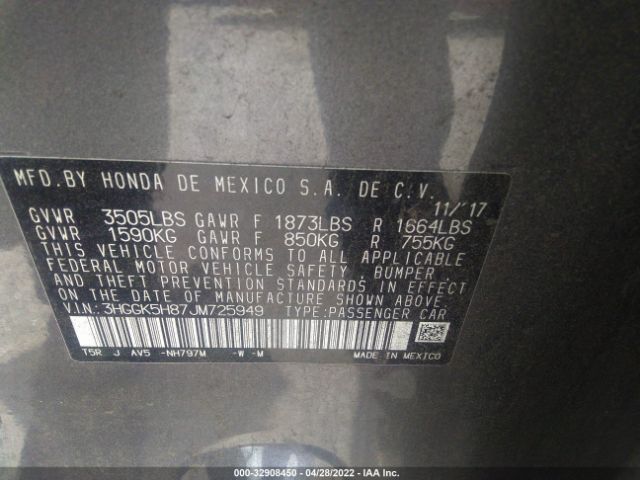 MFD. BY HONDA DE MEXICO S.A. DE C.V.
11/'17
GVWR 3505LBS GAWR F 1873LBS R 1664LBS
GVWR 1590KG GAWR F 850KG R 755KG
THIS VEHICLE CONFORMS TO ALL APPLICABLE
FEDERAL MOTOR VEHICLE SAFETY, BUMPER
AND THEFT PREVENTION STANDARDS IN EFFECT
ON THE DATE OF MANUFACTURE SHOWN ABOVE.
V.I.N.: 3HGGK5H87JM725949 TYPE:PASSENGER CAR
T5R J AV5 -NH797M -W -M MADE IN MEXICO
000-32908450 - 04/28/2022 - IAA Inc.